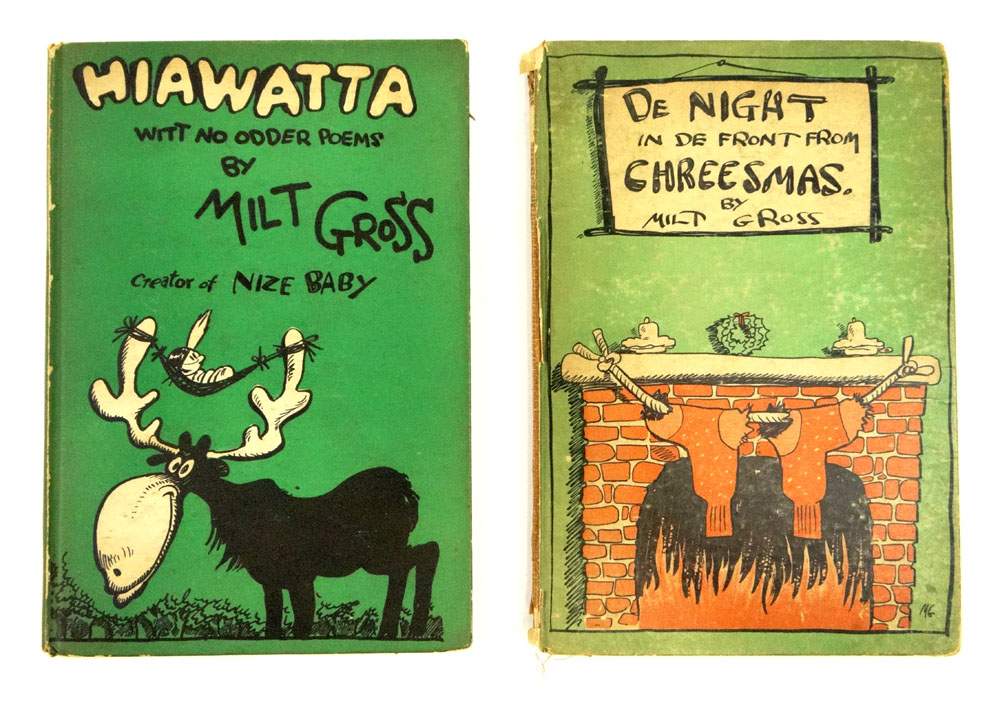 HIAWATTA
WITT NO ODDER POEMS
BY
MILT GROSS
Creator of NIZE BABY
DE NIGHT
IN DE FRONT FROM
CHREESMAS.
BY
MILT GROSS
MG.